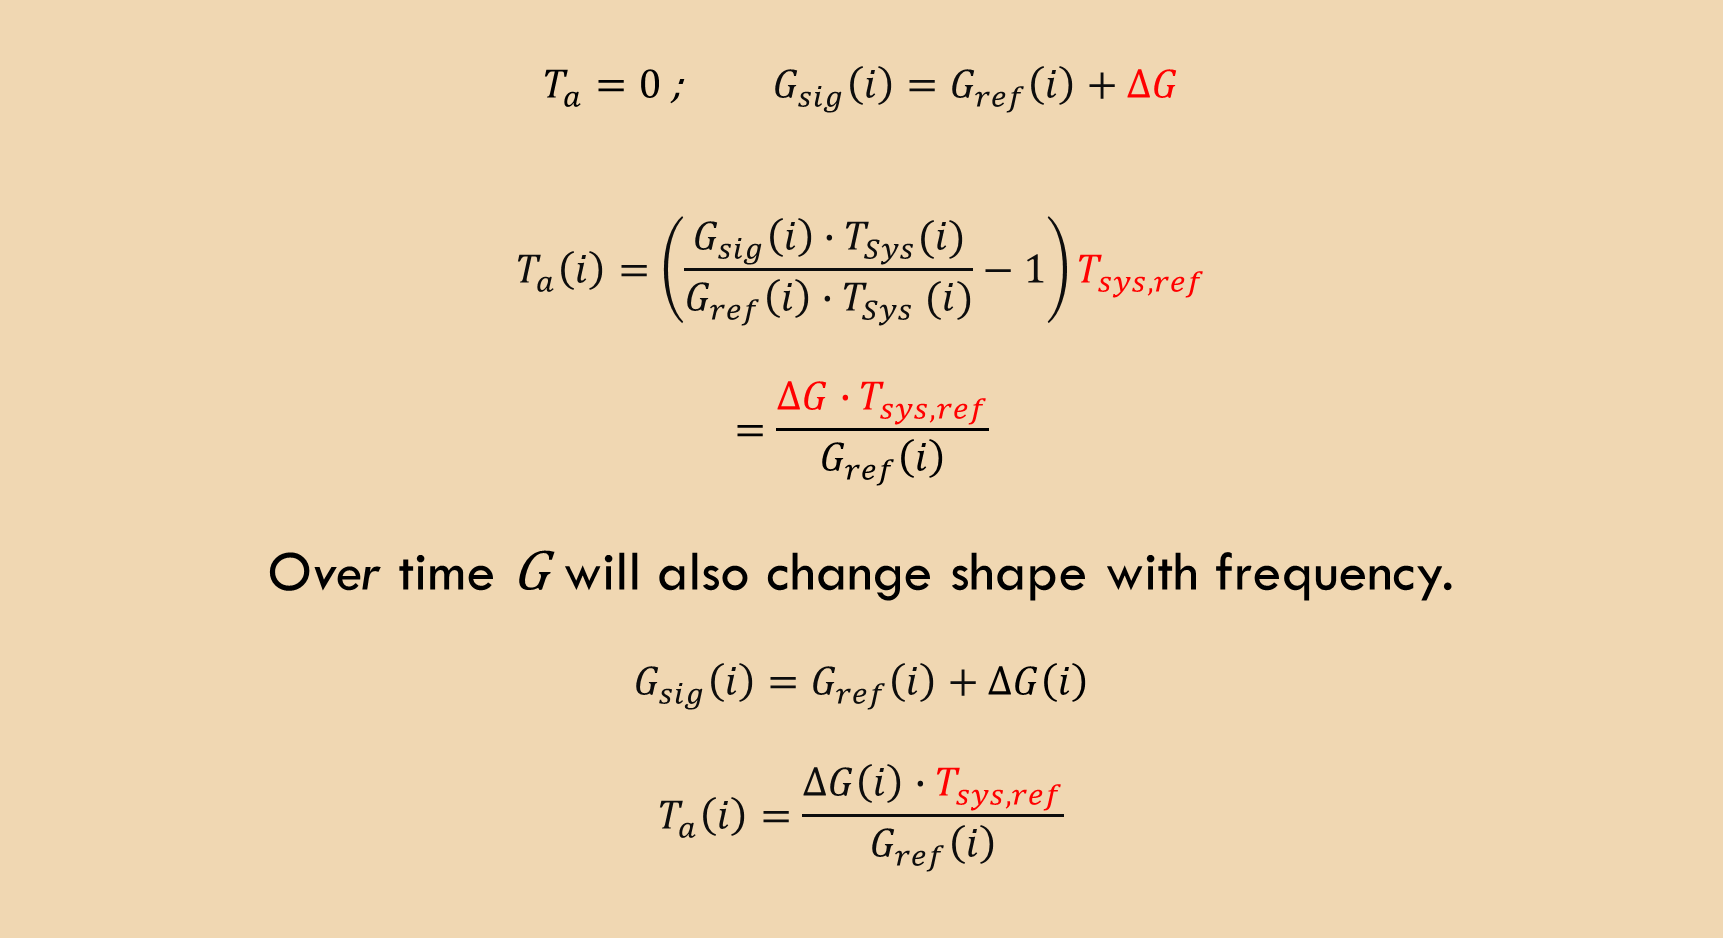 T_a = 0 ; G_sig(i) = G_ref(i) + ΔG
T_a(i) = (G_sig(i) · T_Sys(i) / G_ref(i) · T_Sys (i) − 1) T_sys,ref
= ΔG · T_sys,ref / G_ref(i)
Over time G will also change shape with frequency.
G_sig(i) = G_ref(i) + ΔG(i)
T_a(i) = ΔG(i) · T_sys,ref / G_ref(i)